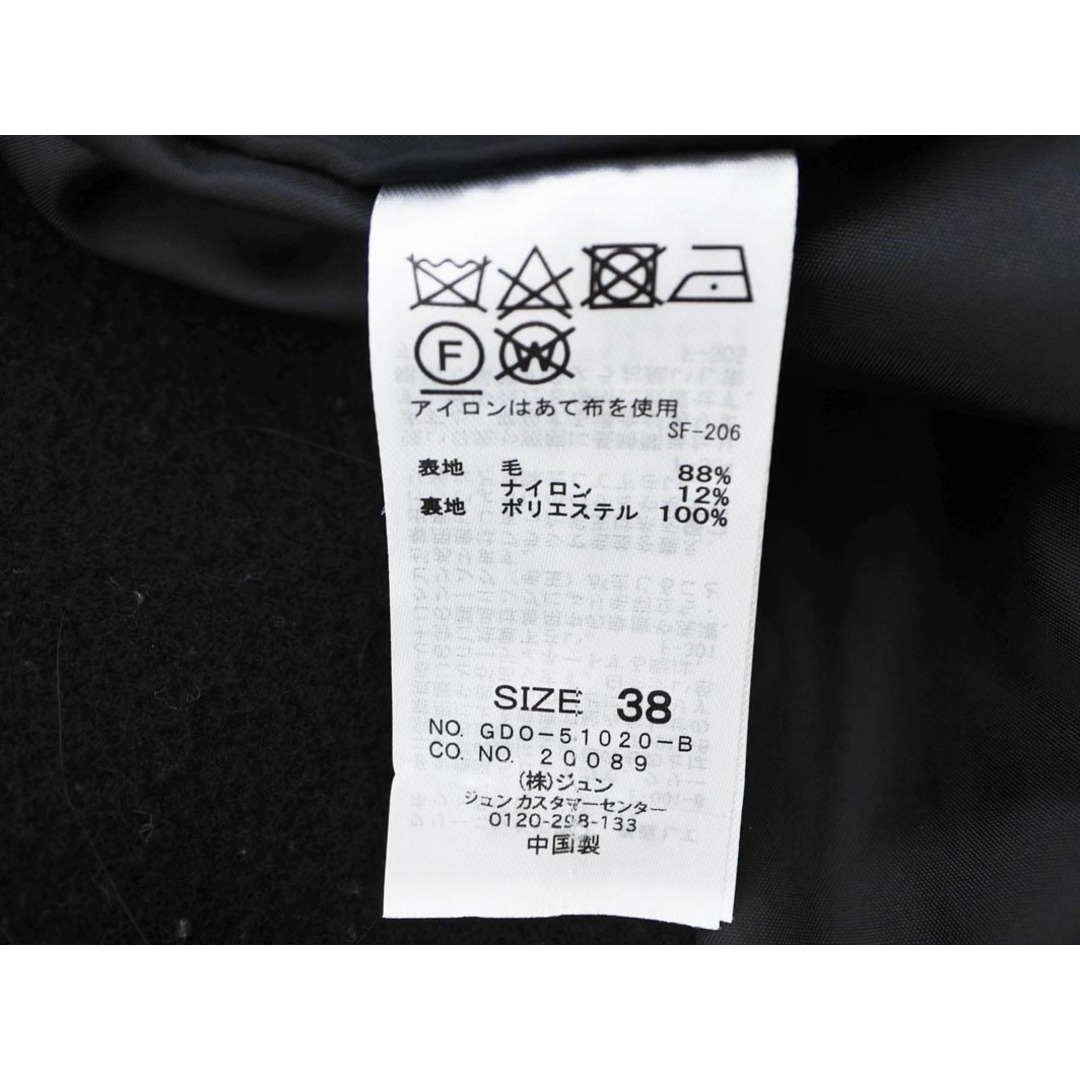 F W
アイロンはあて布を使用
SF-206
表地 毛 88%
ナイロン 12%
裏地 ポリエステル 100%
SIZE 38
NO. GDO-51020-B
CO. NO. 20089
(株)ジュン
ジュンカスタマーセンター
0120-298-133
中国製